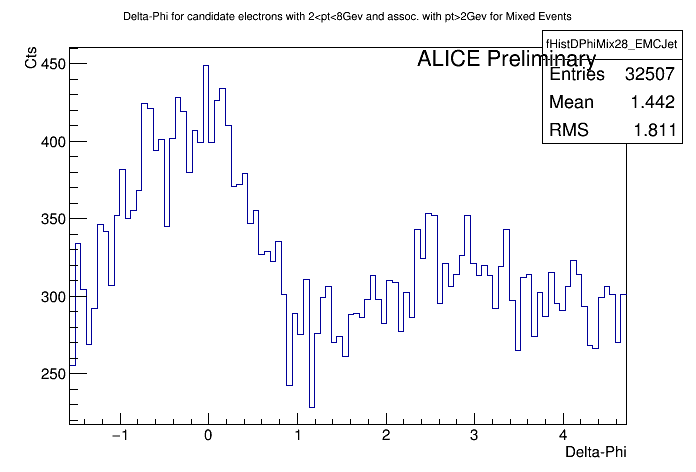 Delta-Phi for candidate electrons with 2<pt<8Gev and assoc. with pt>2Gev for Mixed Events
Cts
ALICE Preliminary
fHistDPhiMix28_EMCJet
Entries 32507
Mean 1.442
RMS 1.811
450
400
350
300
250
−1 0 1 2 3 4
Delta-Phi